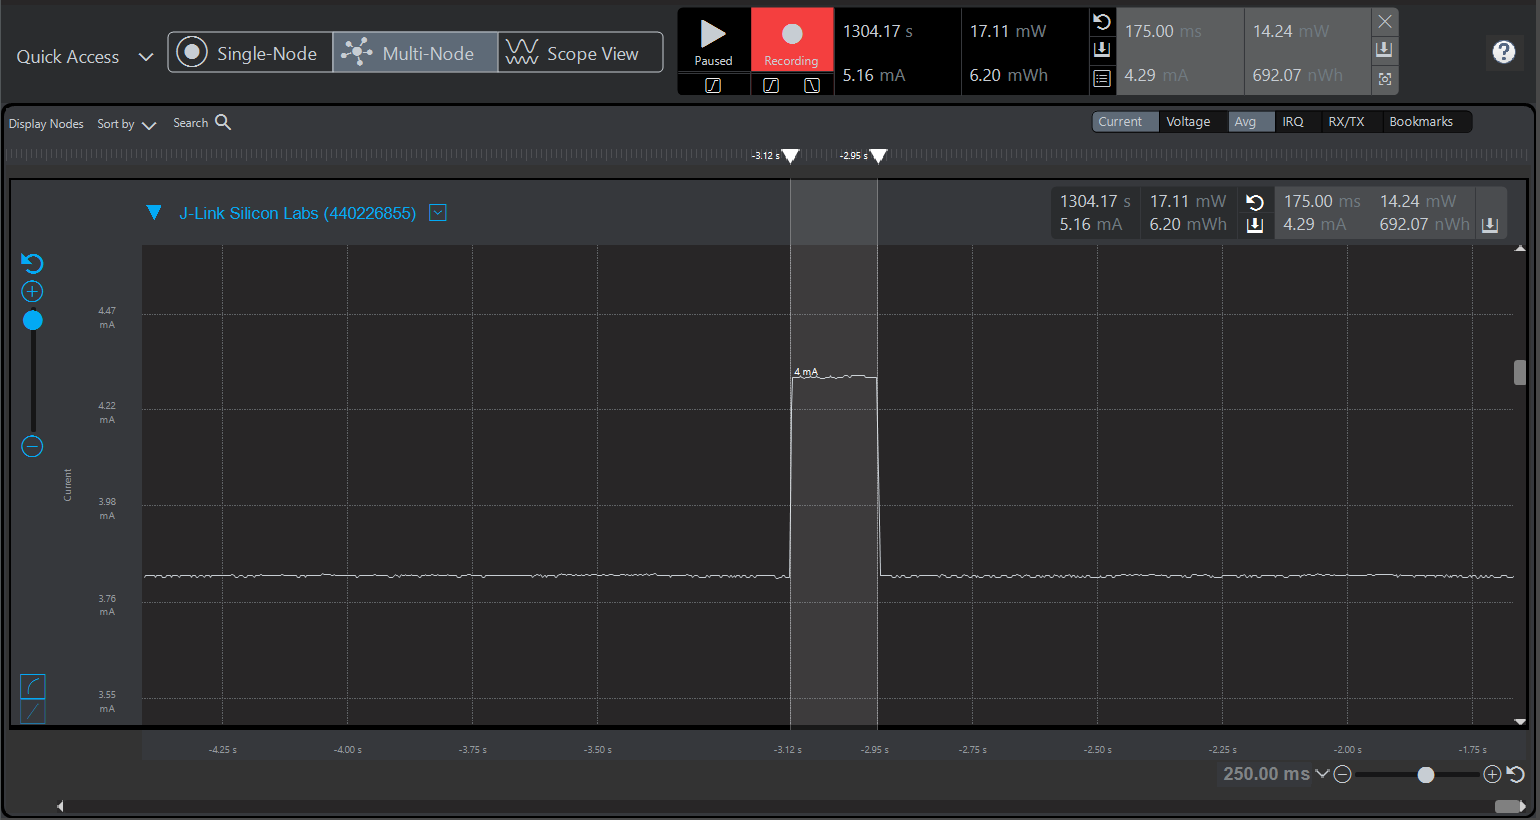 Quick Access
Single-Node
Multi-Node
Scope View
Paused
Recording
1304.17 s
5.16 mA
17.11 mW
6.20 mWh
175.00 ms
4.29 mA
14.24 mW
692.07 nWh
Display Nodes Sort by Search
Current Voltage Avg IRQ RX/TX Bookmarks
-3.12 s -2.95 s
J-Link Silicon Labs (440226855)
1304.17 s 17.11 mW 175.00 ms 14.24 mW
5.16 mA 6.20 mWh 4.29 mA 692.07 nWh
4.47
mA
4 mA
4.22
mA
Current
3.98
mA
3.76
mA
3.55
mA
-4.25 s -4.00 s -3.75 s -3.50 s -3.12 s -2.95 s -2.75 s -2.50 s -2.25 s -2.00 s -1.75 s
250.00 ms